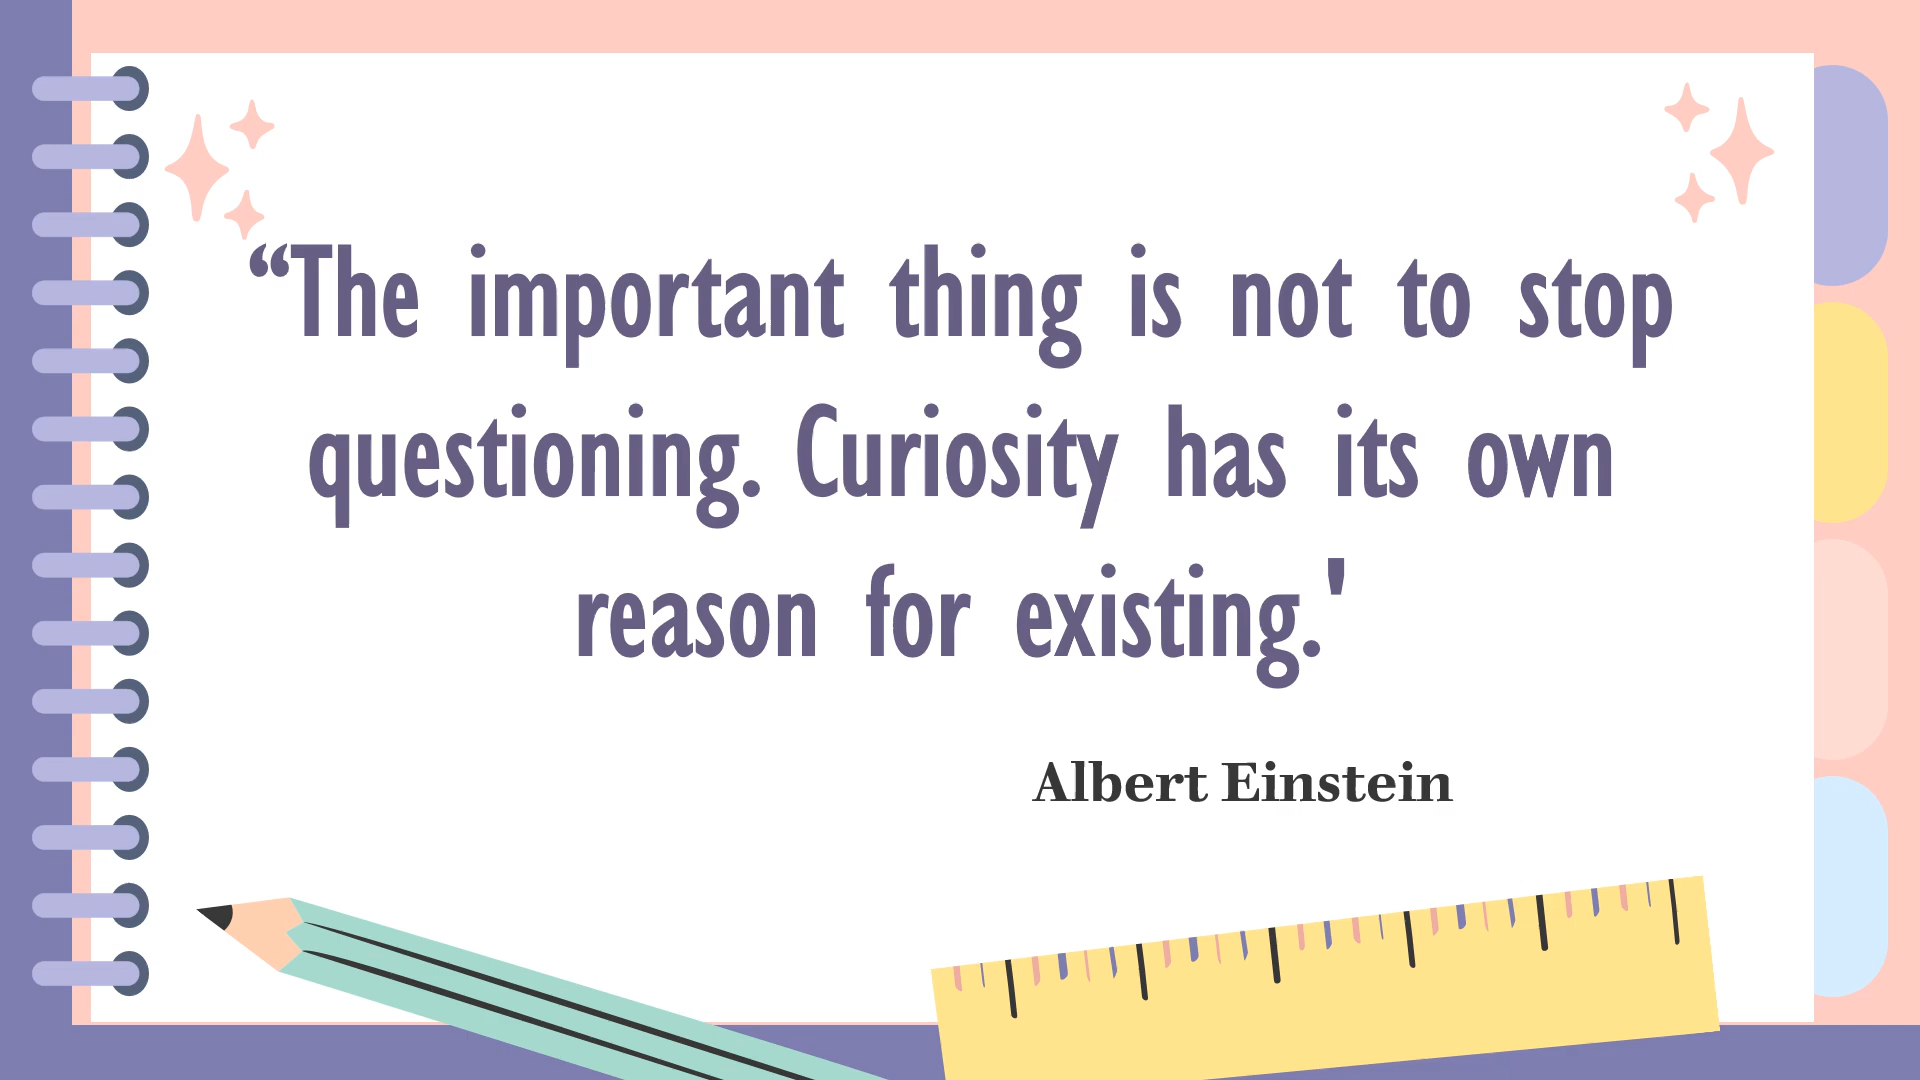 “The important thing is not to stop
questioning. Curiosity has its own
reason for existing.'
Albert Einstein